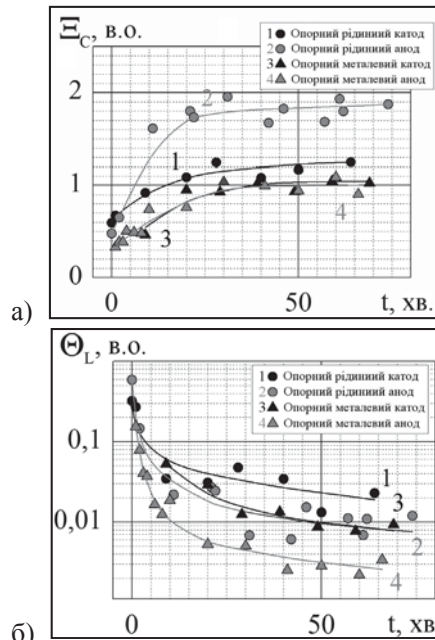 Ξ_C, в.о.
1 ● Опорний рідинний катод
2 ● Опорний рідинний анод
3 ▲ Опорний металевий катод
4 ▲ Опорний металевий анод
2
2
1
1
3
4
0
0
50
t, хв.
а)
Θ_L, в.о.
1 ● Опорний рідинний катод
2 ● Опорний рідинний анод
3 ▲ Опорний металевий катод
4 ▲ Опорний металевий анод
0,1
1
3
0,01
2
4
0
50
t, хв.
б)